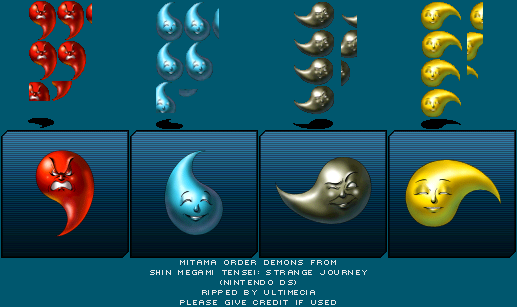 MITAMA ORDER DEMONS FROM
SHIN MEGAMI TENSEI: STRANGE JOURNEY
(NINTENDO DS)
RIPPED BY ULTIMECIA
PLEASE GIVE CREDIT IF USED